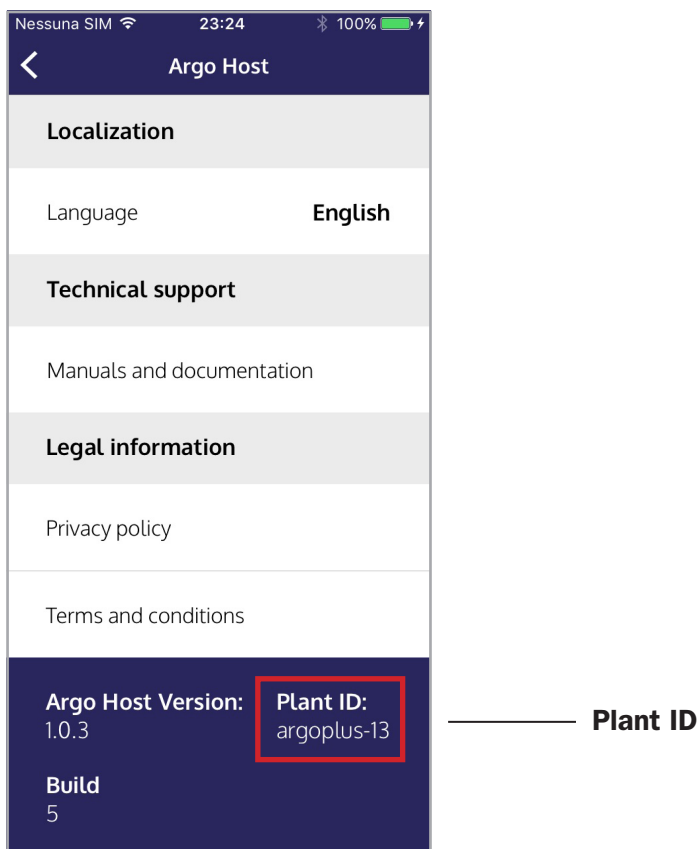 Nessuna SIM 23:24 100%
Argo Host
Localization
Language English
Technical support
Manuals and documentation
Legal information
Privacy policy
Terms and conditions
Argo Host Version: Plant ID:
1.0.3 argoplus-13
Plant ID
Build
5